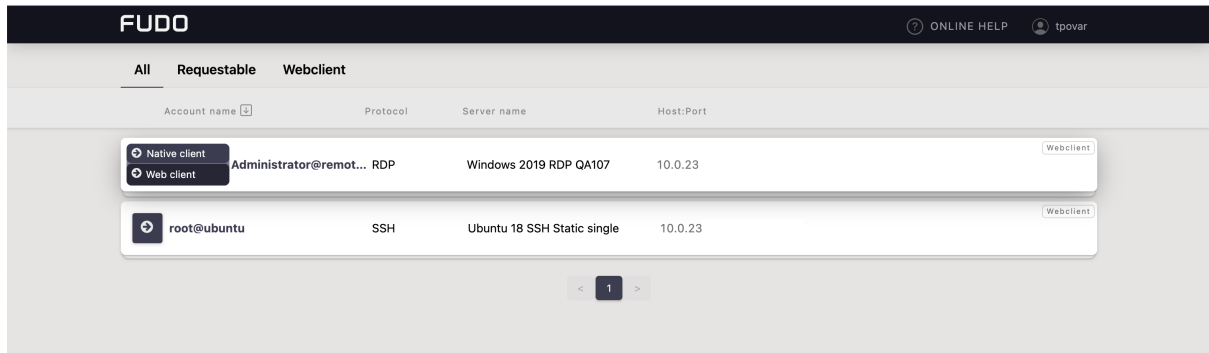 FUDO
? ONLINE HELP tpovar
All Requestable Webclient
Account name Protocol Server name Host:Port
Native client
Web client
Administrator@remot... RDP Windows 2019 RDP QA107 10.0.23
Webclient
root@ubuntu SSH Ubuntu 18 SSH Static single 10.0.23
Webclient
< 1 >